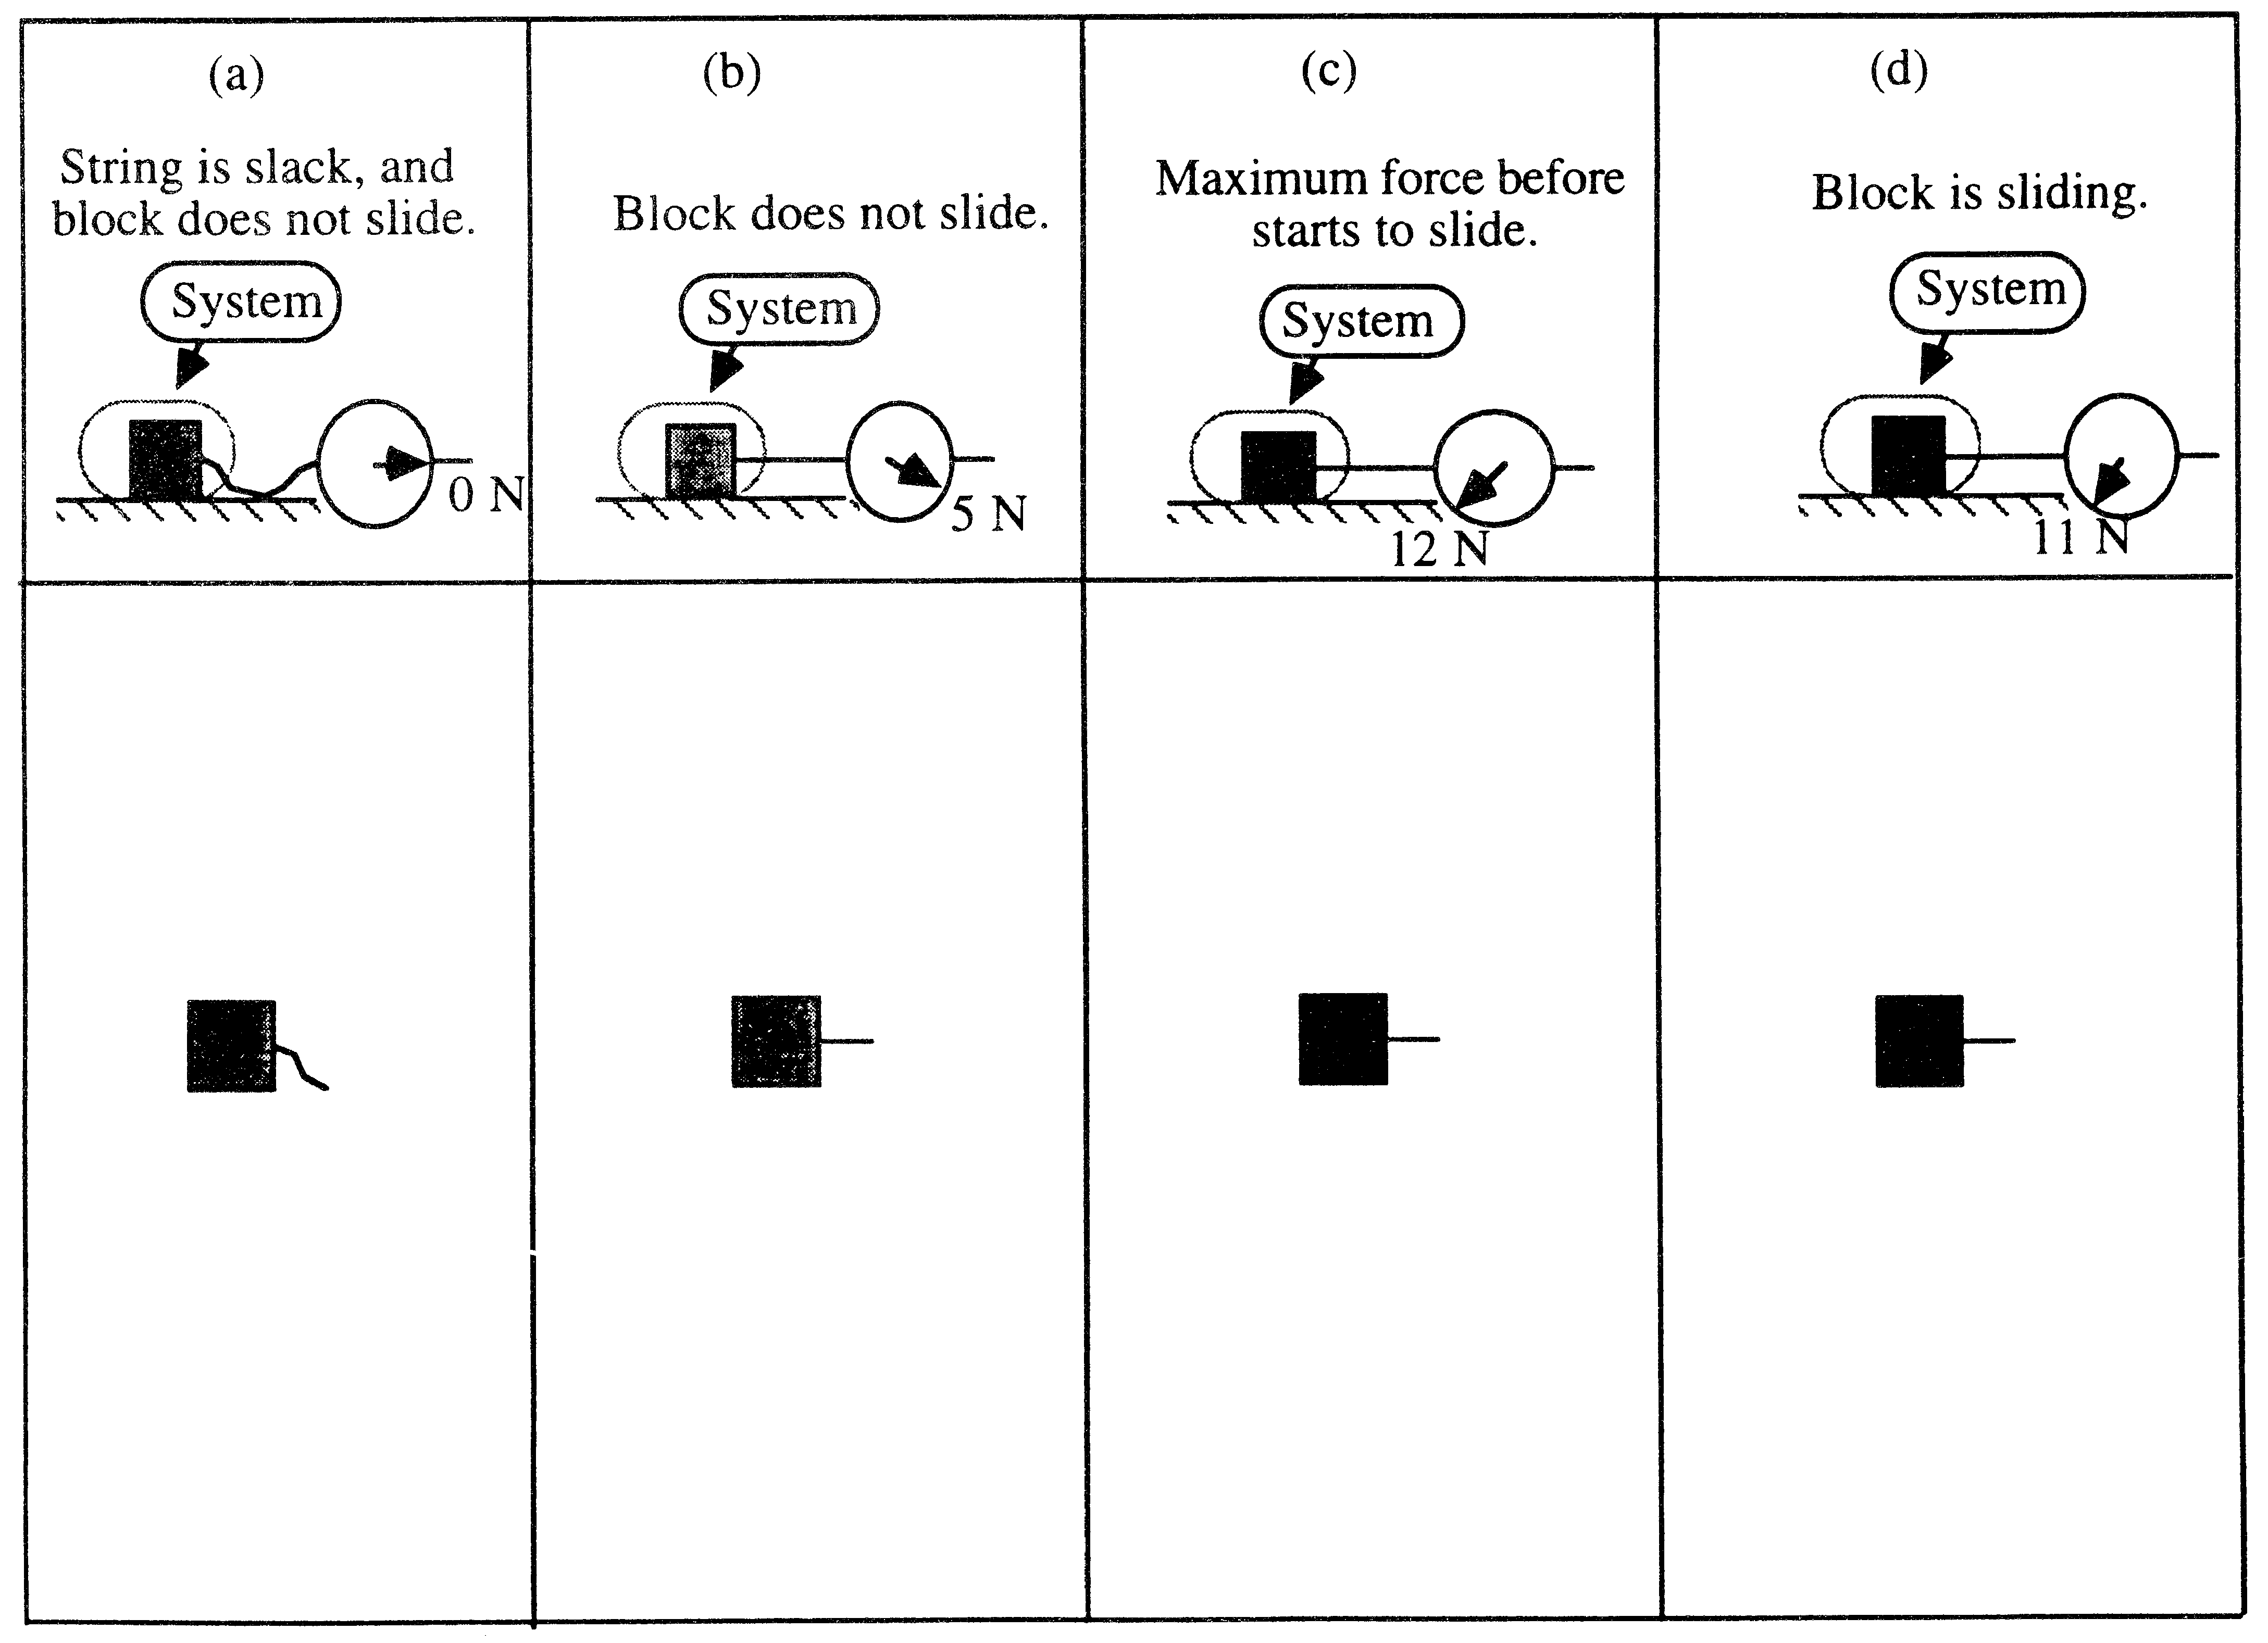 (a)
String is slack, and
block does not slide.
System
0 N
(b)
Block does not slide.
System
5 N
(c)
Maximum force before
starts to slide.
System
12 N
(d)
Block is sliding.
System
11 N